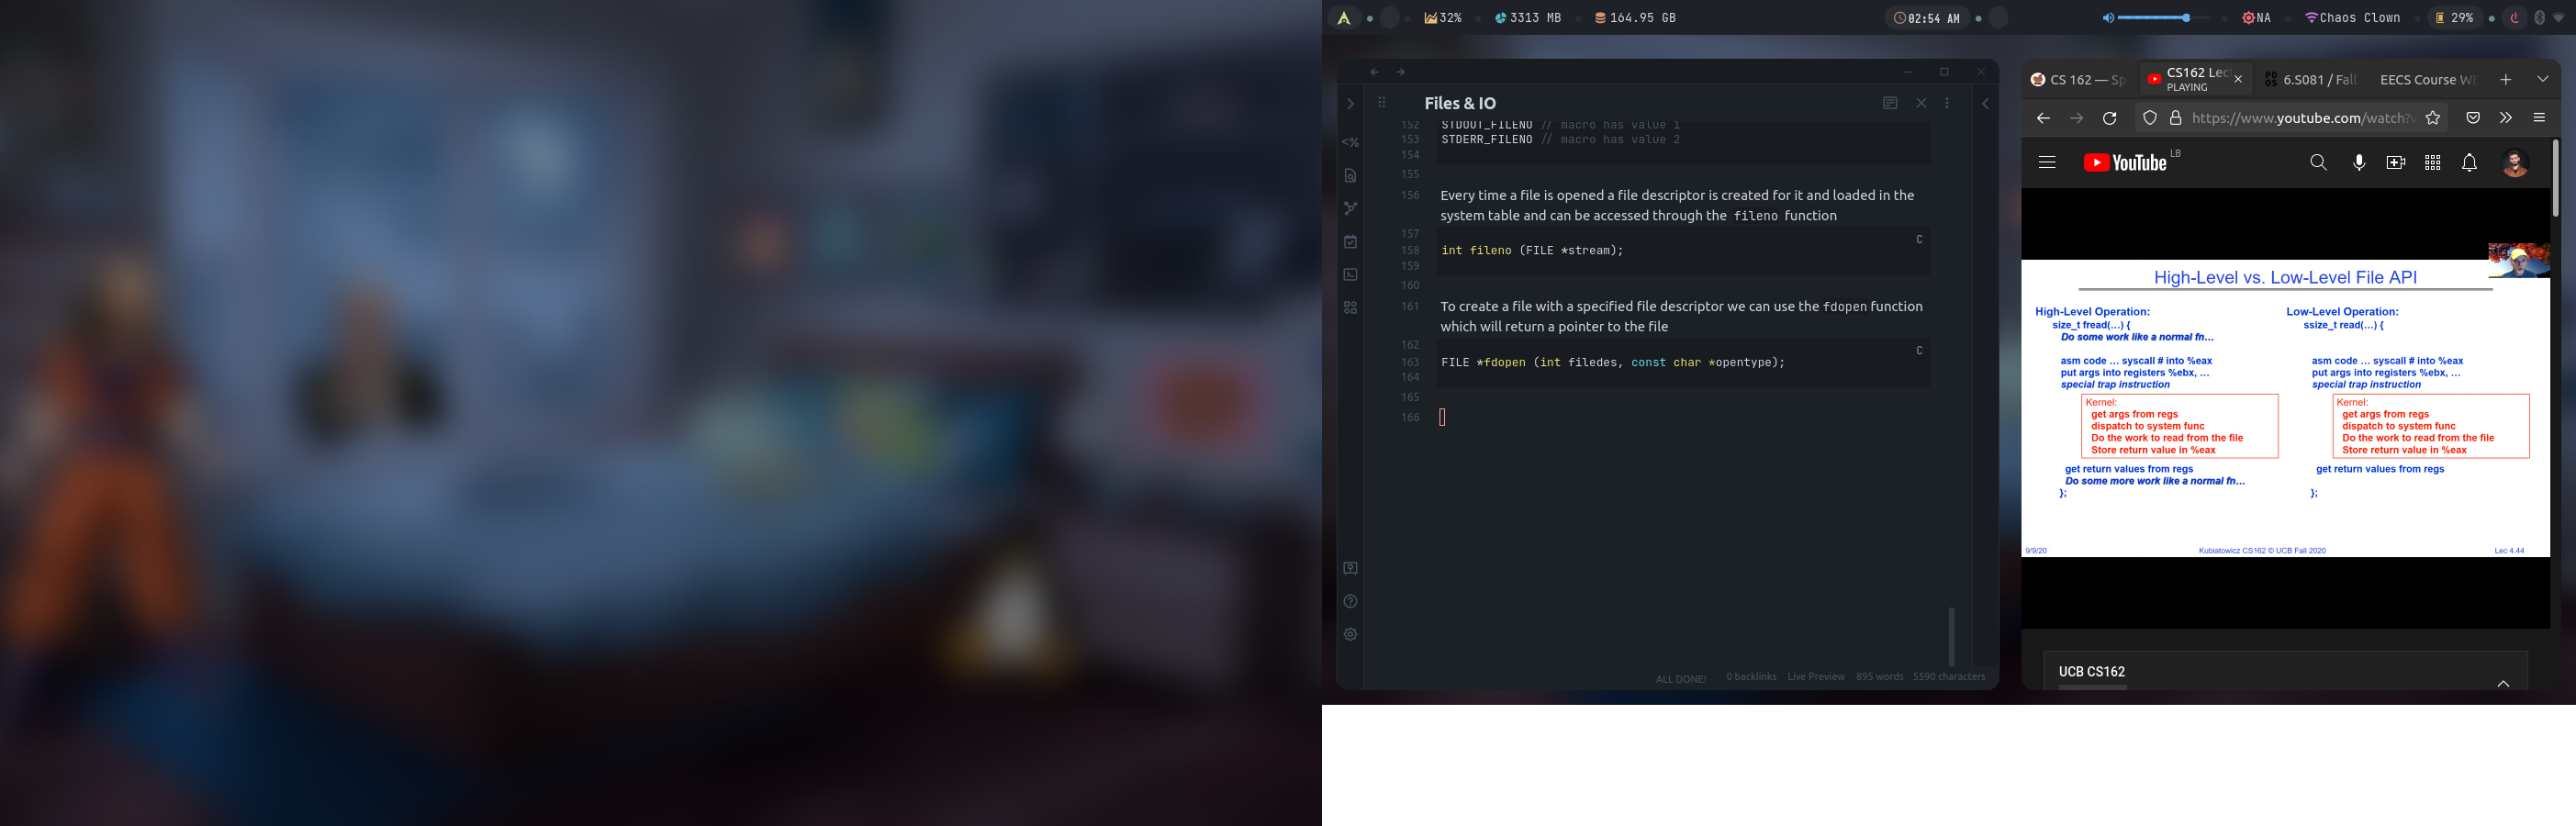 32%
3313 MB
164.95 GB
02:54 AM
NA
Chaos Clown
29%
Files & IO
152 STDOUT_FILENO // macro has value 1
153 STDERR_FILENO // macro has value 2
154
155
156 Every time a file is opened a file descriptor is created for it and loaded in the
system table and can be accessed through the fileno function
157
C
158 int fileno (FILE *stream);
159
160
161 To create a file with a specified file descriptor we can use the fdopen function
which will return a pointer to the file
162
C
163 FILE *fdopen (int filedes, const char *opentype);
164
165
166
ALL DONE! 0 backlinks Live Preview 895 words 5590 characters
<%
CS 162 — Sp
CS162 Lec
PLAYING
PD
OS
6.S081 / Fall
EECS Course WE
https://www.youtube.com/watch?v
YouTube LB
High-Level vs. Low-Level File API
High-Level Operation:
size_t fread(…) {
Do some work like a normal fn…
asm code … syscall # into %eax
put args into registers %ebx, …
special trap instruction
Kernel:
get args from regs
dispatch to system func
Do the work to read from the file
Store return value in %eax
get return values from regs
Do some more work like a normal fn…
};
Low-Level Operation:
ssize_t read(…) {
asm code … syscall # into %eax
put args into registers %ebx, …
special trap instruction
Kernel:
get args from regs
dispatch to system func
Do the work to read from the file
Store return value in %eax
get return values from regs
};
9/9/20
Kubiatowicz CS162 © UCB Fall 2020
Lec 4.44
UCB CS162